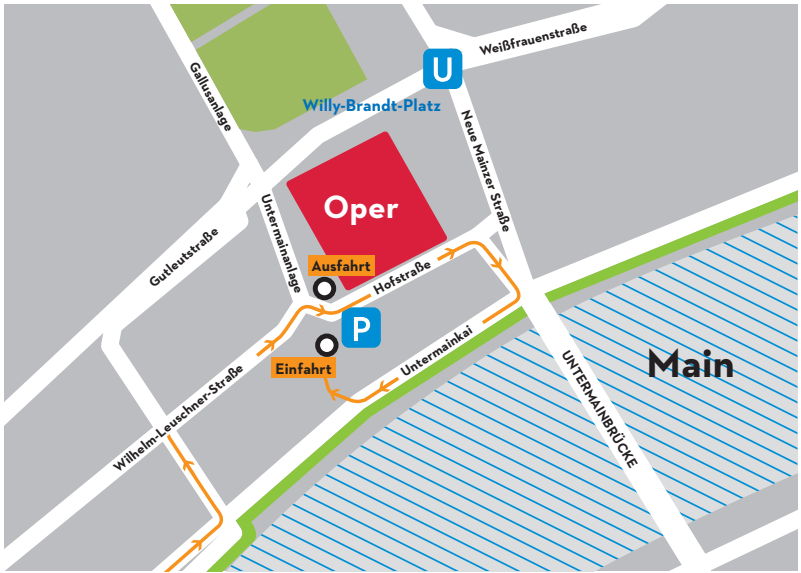 Weißfrauenstraße
U
Gallusanlage
Willy-Brandt-Platz
Neue Mainzer Straße
Oper
Untermainanlage
Gutleutstraße
Ausfahrt
Hofstraße
P
Untermainkai
Einfahrt
Main
UNTERMAINBRÜCKE
Wilhelm-Leuschner-Straße